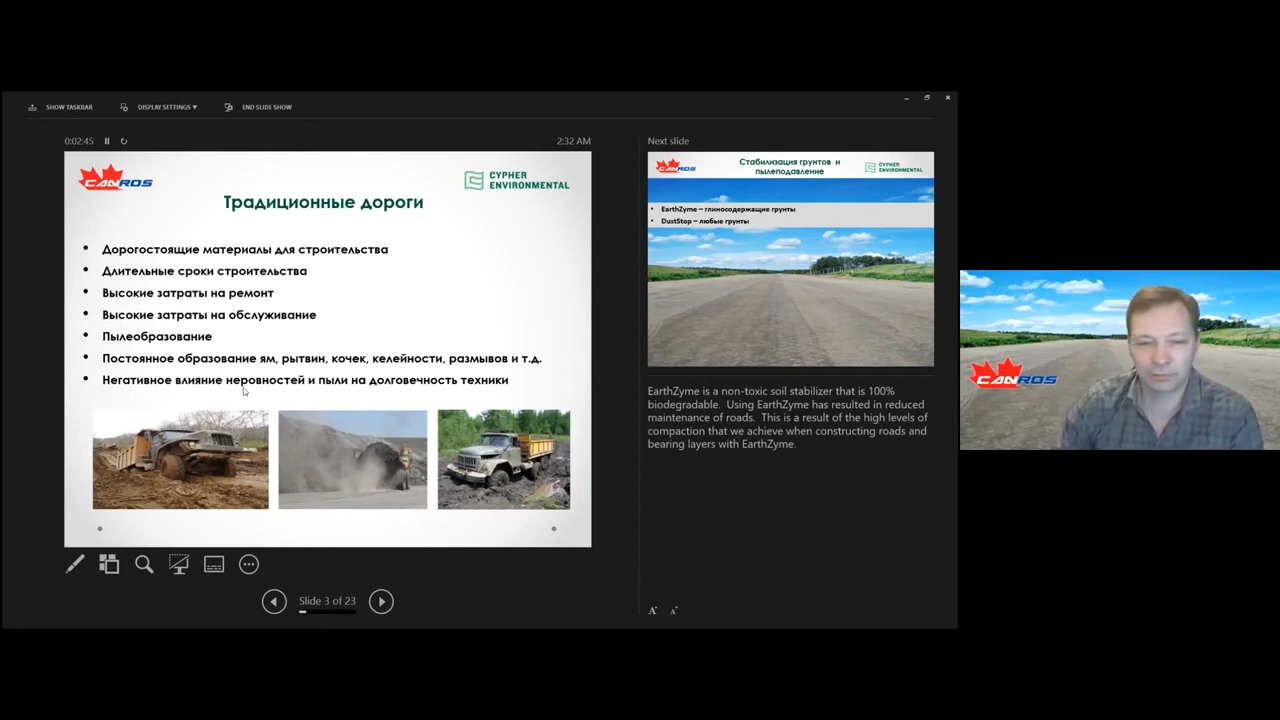 SHOW TASKBAR
DISPLAY SETTINGS
END SLIDE SHOW
0:02:45
2:32 AM
CANROS
CYPHER
ENVIRONMENTAL
Традиционные дороги
• Дорогостоящие материалы для строительства
• Длительные сроки строительства
• Высокие затраты на ремонт
• Высокие затраты на обслуживание
• Пылеобразование
• Постоянное образование ям, рытвин, кочек, келейности, размывов и т.д.
• Негативное влияние неровностей и пыли на долговечность техники
Slide 3 of 23
Next slide
CANROS
Стабилизация грунтов и
пылеподавление
CYPHER
ENVIRONMENTAL
• EarthZyme – глиносодержащие грунты
• DustStop – любые грунты
EarthZyme is a non-toxic soil stabilizer that is 100%
biodegradable. Using EarthZyme has resulted in reduced
maintenance of roads. This is a result of the high levels of
compaction that we achieve when constructing roads and
bearing layers with EarthZyme.
A A
CANROS